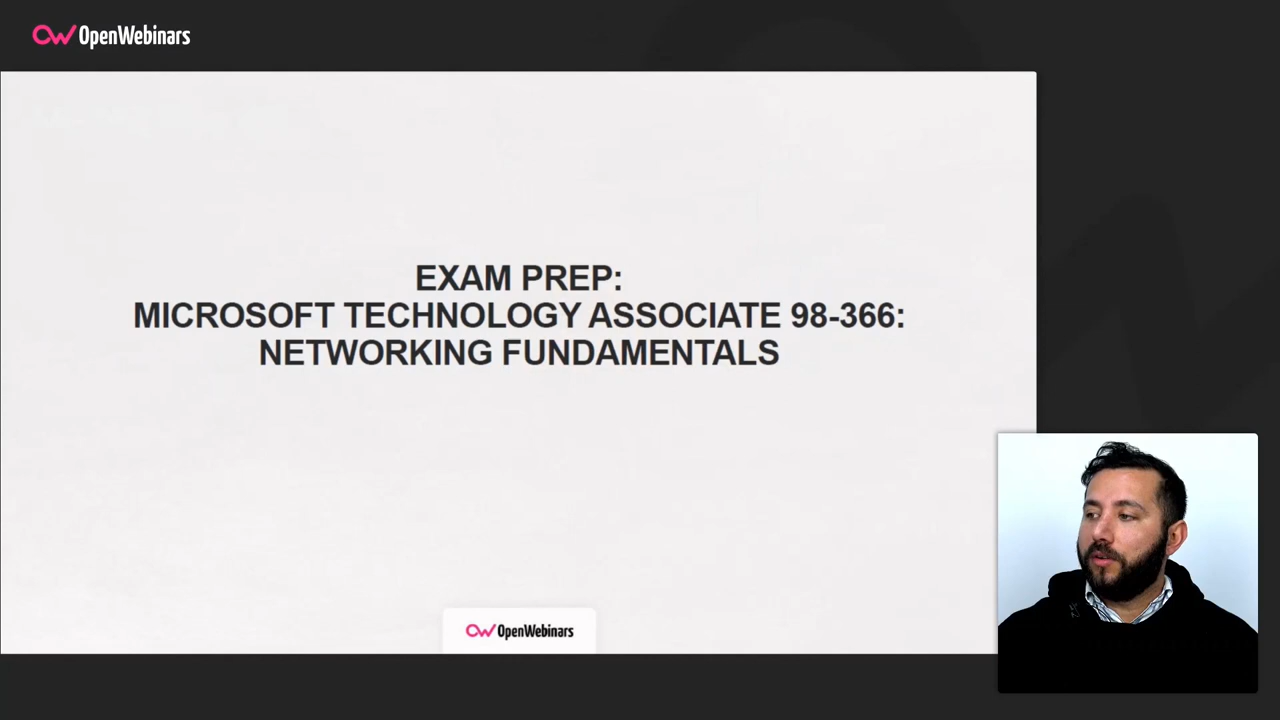 OpenWebinars
EXAM PREP:
MICROSOFT TECHNOLOGY ASSOCIATE 98-366:
NETWORKING FUNDAMENTALS
OpenWebinars